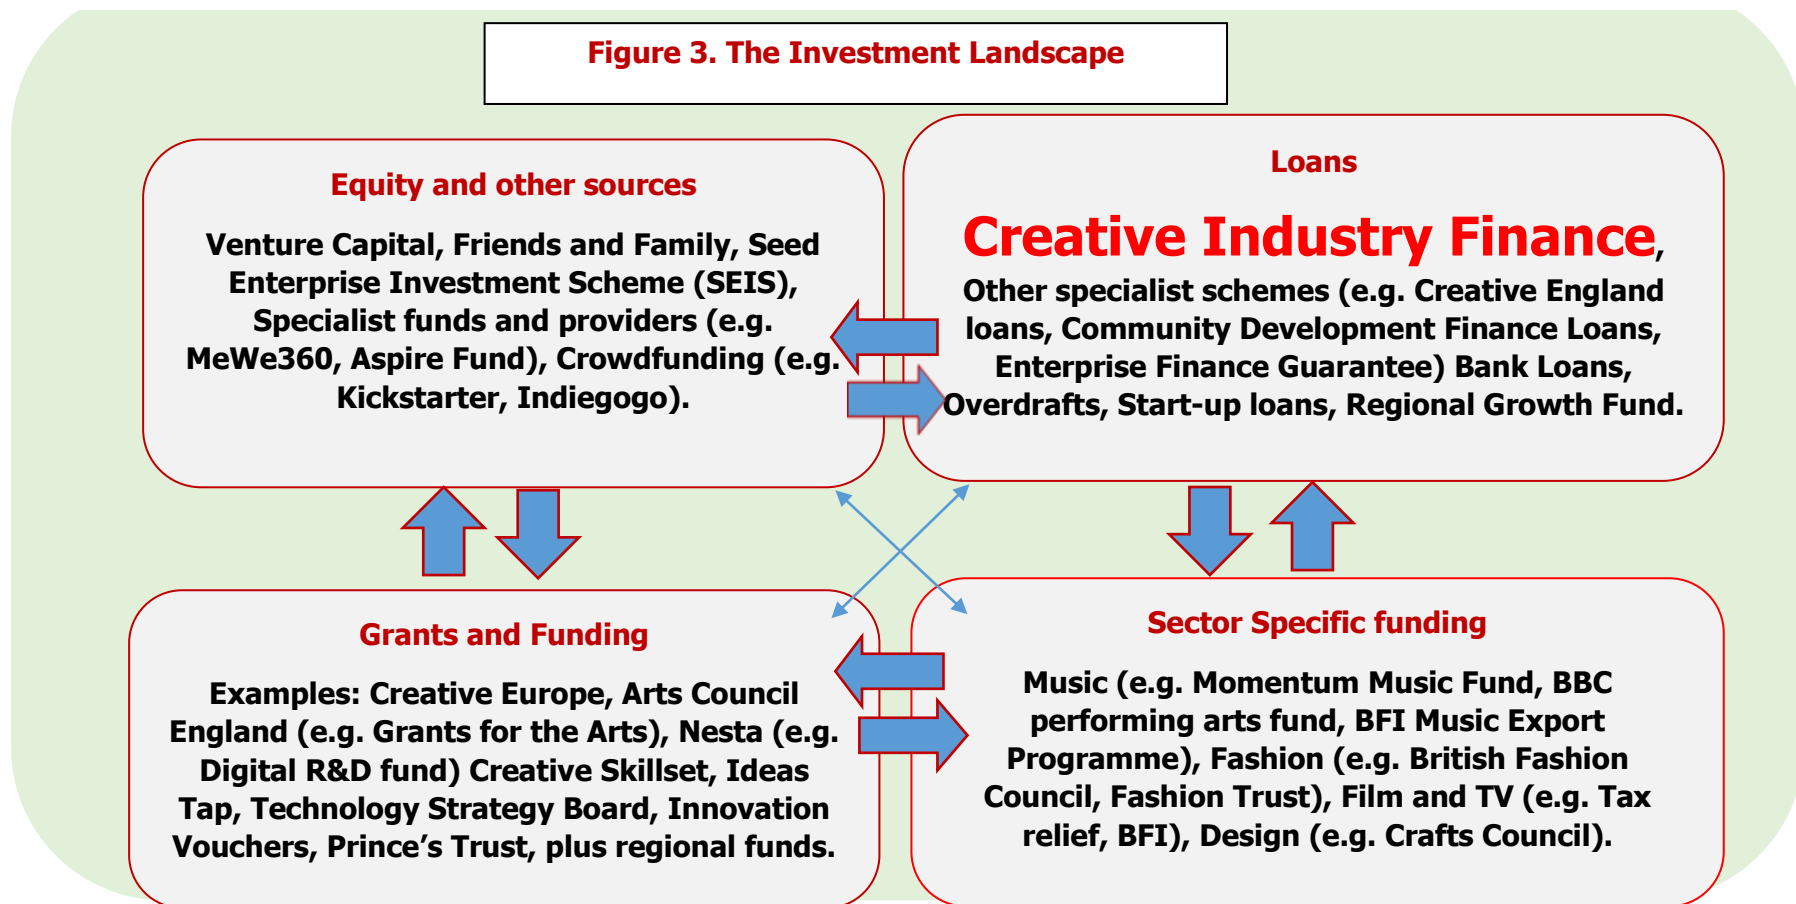 Figure 3. The Investment Landscape
Equity and other sources
Venture Capital, Friends and Family, Seed
Enterprise Investment Scheme (SEIS),
Specialist funds and providers (e.g.
MeWe360, Aspire Fund), Crowdfunding (e.g.
Kickstarter, Indiegogo).
Loans
Creative Industry Finance,
Other specialist schemes (e.g. Creative England
loans, Community Development Finance Loans,
Enterprise Finance Guarantee) Bank Loans,
Overdrafts, Start-up loans, Regional Growth Fund.
Grants and Funding
Examples: Creative Europe, Arts Council
England (e.g. Grants for the Arts), Nesta (e.g.
Digital R&D fund) Creative Skillset, Ideas
Tap, Technology Strategy Board, Innovation
Vouchers, Prince’s Trust, plus regional funds.
Sector Specific funding
Music (e.g. Momentum Music Fund, BBC
performing arts fund, BFI Music Export
Programme), Fashion (e.g. British Fashion
Council, Fashion Trust), Film and TV (e.g. Tax
relief, BFI), Design (e.g. Crafts Council).